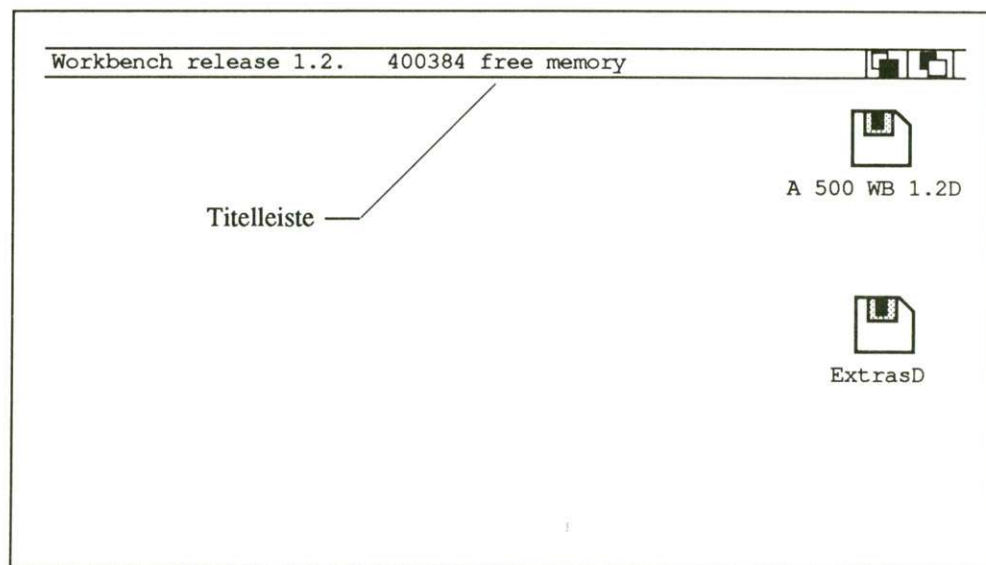 Workbench release 1.2. 400384 free memory
A 500 WB 1.2D
Titelleiste
ExtrasD